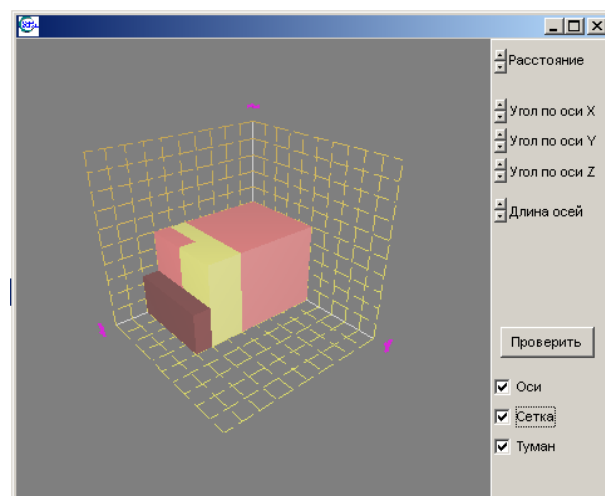 Расстояние
Угол по оси X
Угол по оси Y
Угол по оси Z
Длина осей
Проверить
Оси
Сетка
Туман